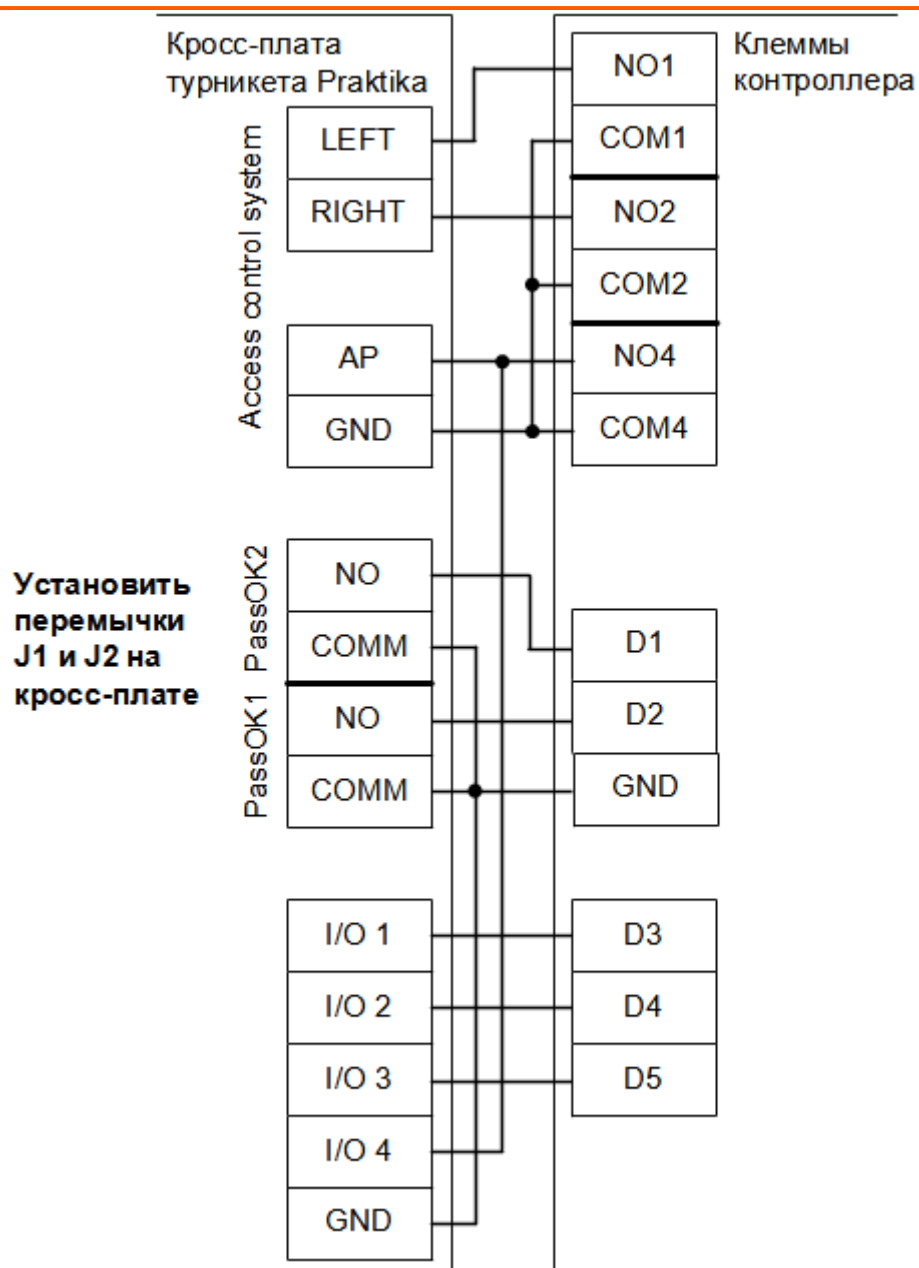 Кросс-плата
турникета Praktika
Клеммы
контроллера
Access control system
LEFT
RIGHT
AP
GND
NO1
COM1
NO2
COM2
NO4
COM4
Установить
перемычки
J1 и J2 на
кросс-плате
PassOK2
NO
COMM
PassOK1
NO
COMM
D1
D2
GND
I/O 1
I/O 2
I/O 3
I/O 4
GND
D3
D4
D5